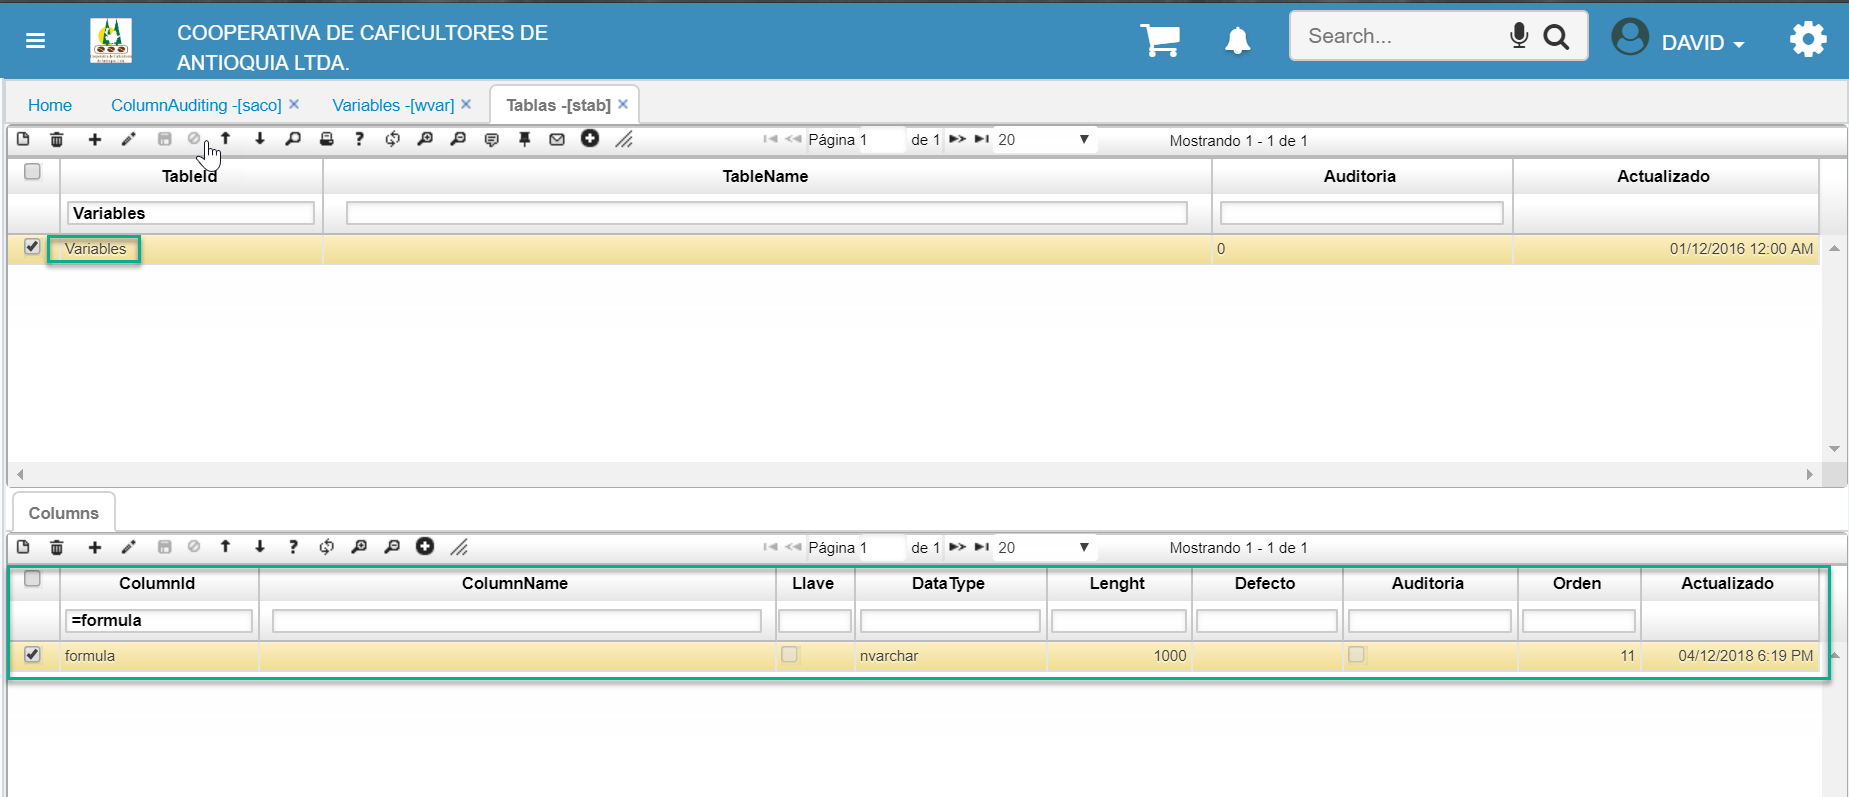 COOPERATIVA DE CAFICULTORES DE
ANTIOQUIA LTDA.
Search...
DAVID
Home
ColumnAuditing -[saco] ×
Variables -[wvar] ×
Tablas -[stab] ×
Página 1 de 1 20
Mostrando 1 - 1 de 1
TableId TableName Auditoria Actualizado
Variables
Variables 0 01/12/2016 12:00 AM
Columns
Página 1 de 1 20
Mostrando 1 - 1 de 1
ColumnId ColumnName Llave DataType Lenght Defecto Auditoria Orden Actualizado
=formula
formula nvarchar 1000 11 04/12/2018 6:19 PM